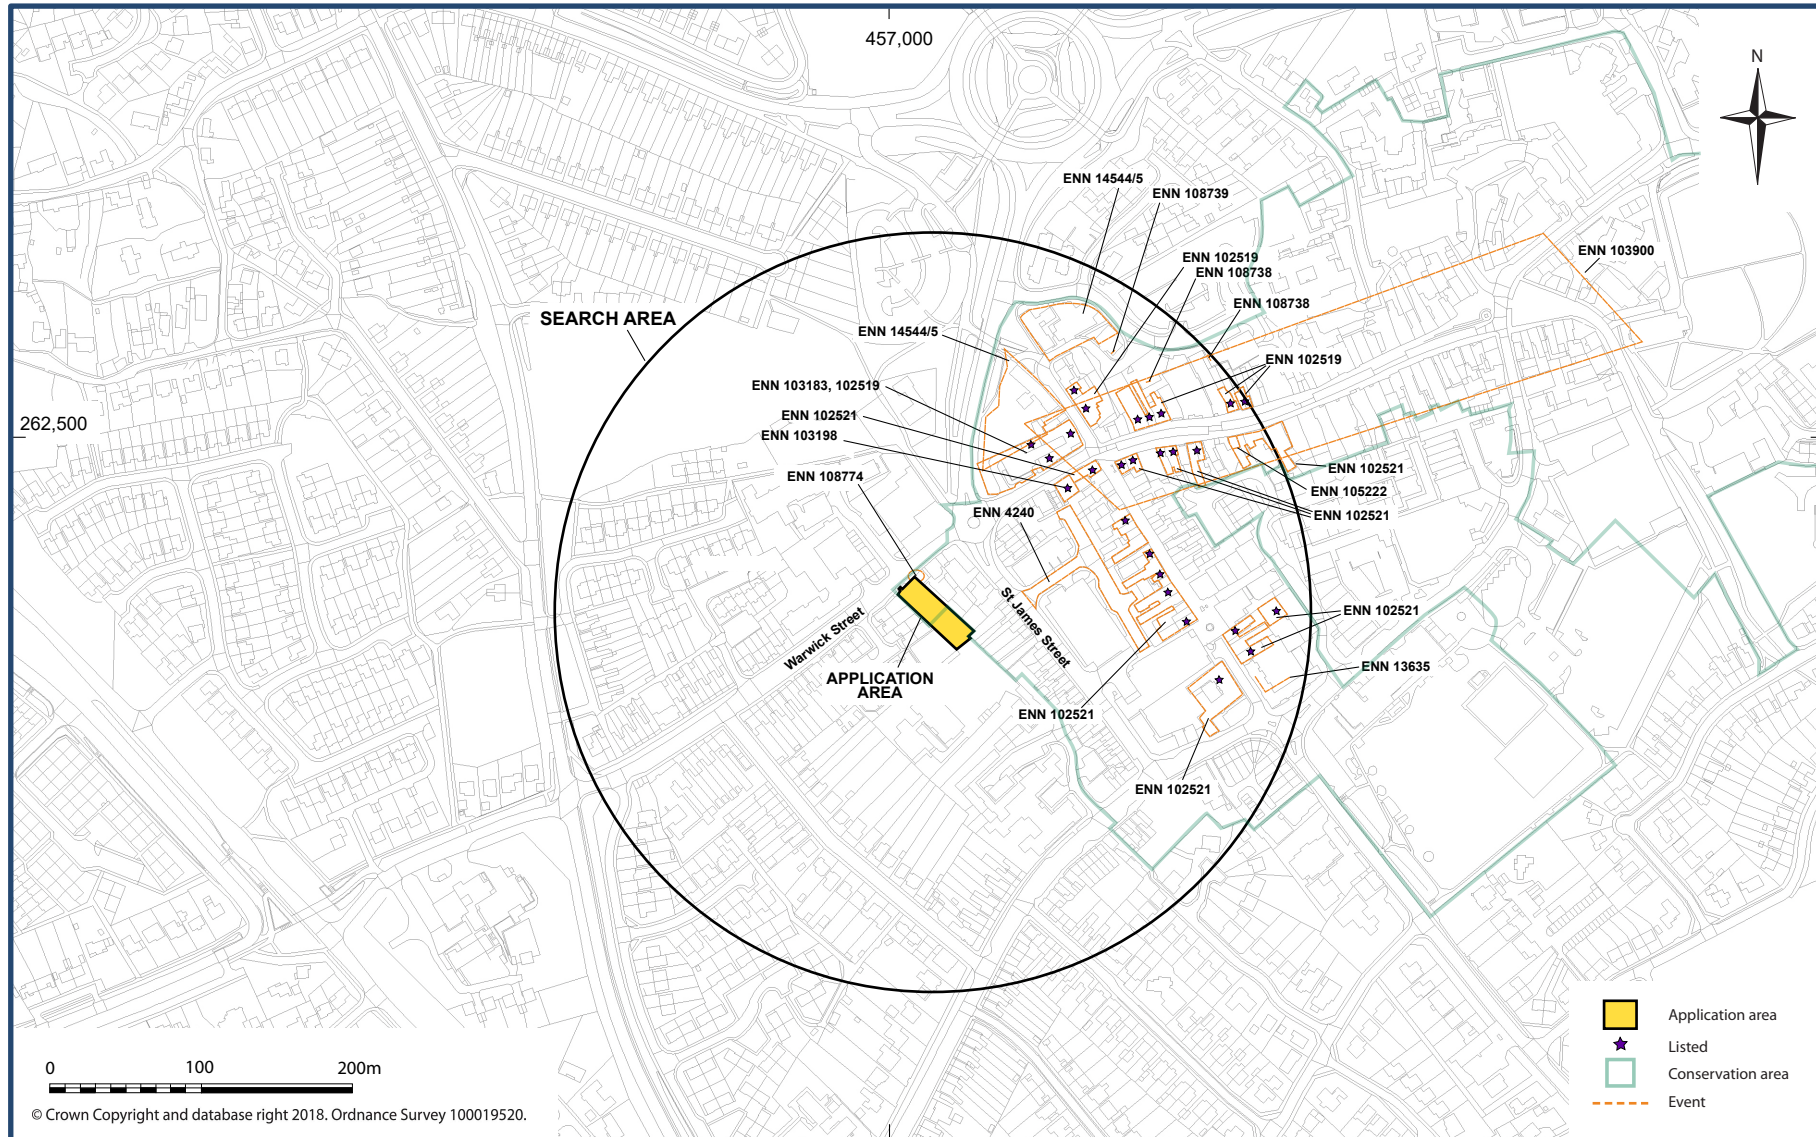 457,000
N
ENN 14544/5
ENN 108739
ENN 103900
ENN 102519
ENN 108738
ENN 108738
SEARCH AREA
ENN 14544/5
ENN 102519
ENN 103183, 102519
ENN 102521
262,500
ENN 103198
ENN 102521
ENN 108774
ENN 105222
ENN 4240
ENN 102521
St James Street
Warwick Street
ENN 102521
APPLICATION
AREA
ENN 13635
ENN 102521
ENN 102521
Application area
Listed
Conservation area
Event
0 100 200m
© Crown Copyright and database right 2018. Ordnance Survey 100019520.